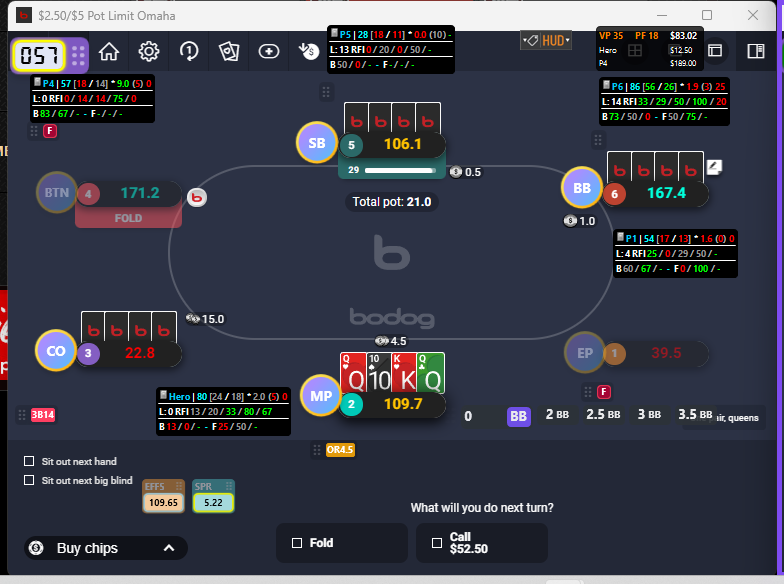 $2.50/$5 Pot Limit Omaha
057
1
HUD
P5 | 28 [18 / 11] * 0.0 (10) -
L: 13 RFI 0 / 20 / 0 / 50 / -
B 50 / 0 / - - F - / - / -
VP 35 PF 18 $83.02
Hero $12.50
P4 $189.00
P4 | 57 [18 / 14] * 9.0 (5) 0
L: 0 RFI 0 / 14 / 14 / 75 / 0
B 83 / 67 / - - F - / - / -
F
P6 | 86 [56 / 26] * 1.9 (3) 25
L: 14 RFI 33 / 29 / 50 / 100 / 20
B 73 / 50 / 0 - F 50 / 75 / -
SB
5
106.1
29
0.5
BTN
4
171.2
FOLD
b
Total pot: 21.0
BB
6
167.4
1.0
P1 | 54 [17 / 13] * 1.6 (0) 0
L: 4 RFI 25 / 0 / 29 / 50 / -
B 60 / 67 / - - F 0 / 100 / -
b
bodog
15.0
4.5
CO
3
22.8
MP
2
109.7
Q Q
10 10
K K
Q Q
EP
1
39.5
F
Hero | 80 [24 / 18] * 2.0 (5) 0
L: 0 RFI 13 / 20 / 33 / 80 / 67
B 13 / 0 / - - F 25 / 50 / -
3B14
0 BB 2 BB 2.5 BB 3 BB 3.5 BB
air, queens
OR4.5
Sit out next hand
Sit out next big blind
EFFS
109.65
SPR
5.22
What will you do next turn?
Buy chips
Fold
Call
$52.50